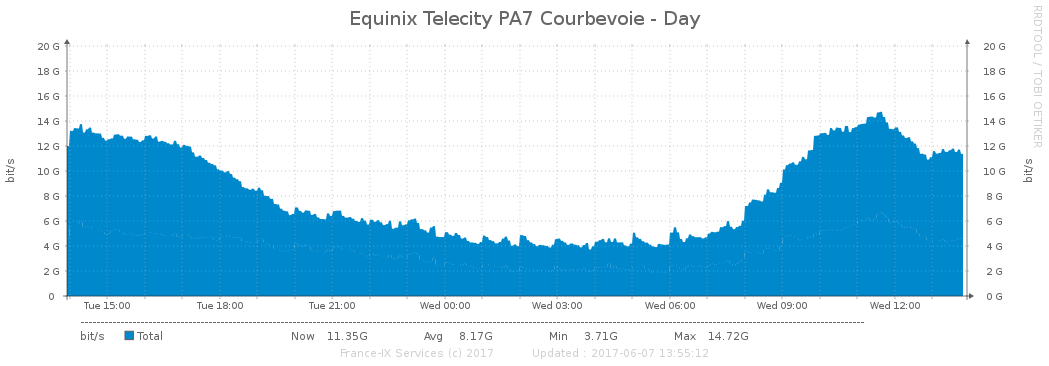 Equinix Telecity PA7 Courbevoie - Day
RRDTOOL / TOBI OETIKER
bit/s
20 G
18 G
16 G
14 G
12 G
10 G
8 G
6 G
4 G
2 G
0
20 G
18 G
16 G
14 G
12 G
10 G
8 G
6 G
4 G
2 G
0 G
bit/s
Tue 15:00 Tue 18:00 Tue 21:00 Wed 00:00 Wed 03:00 Wed 06:00 Wed 09:00 Wed 12:00
bit/s Total Now 11.35G Avg 8.17G Min 3.71G Max 14.72G
France-IX Services (c) 2017 Updated : 2017-06-07 13:55:12